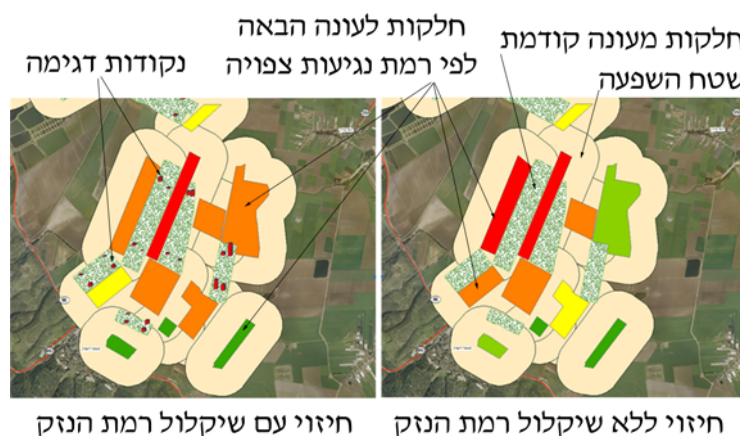 חלקות מעונה קודמת
שטח השפעה
חלקות לעונה הבאה
לפי רמת נגיעות צפויה
נקודות דגימה
חיזוי ללא שיקלול רמת הנזק
חיזוי עם שיקלול רמת הנזק